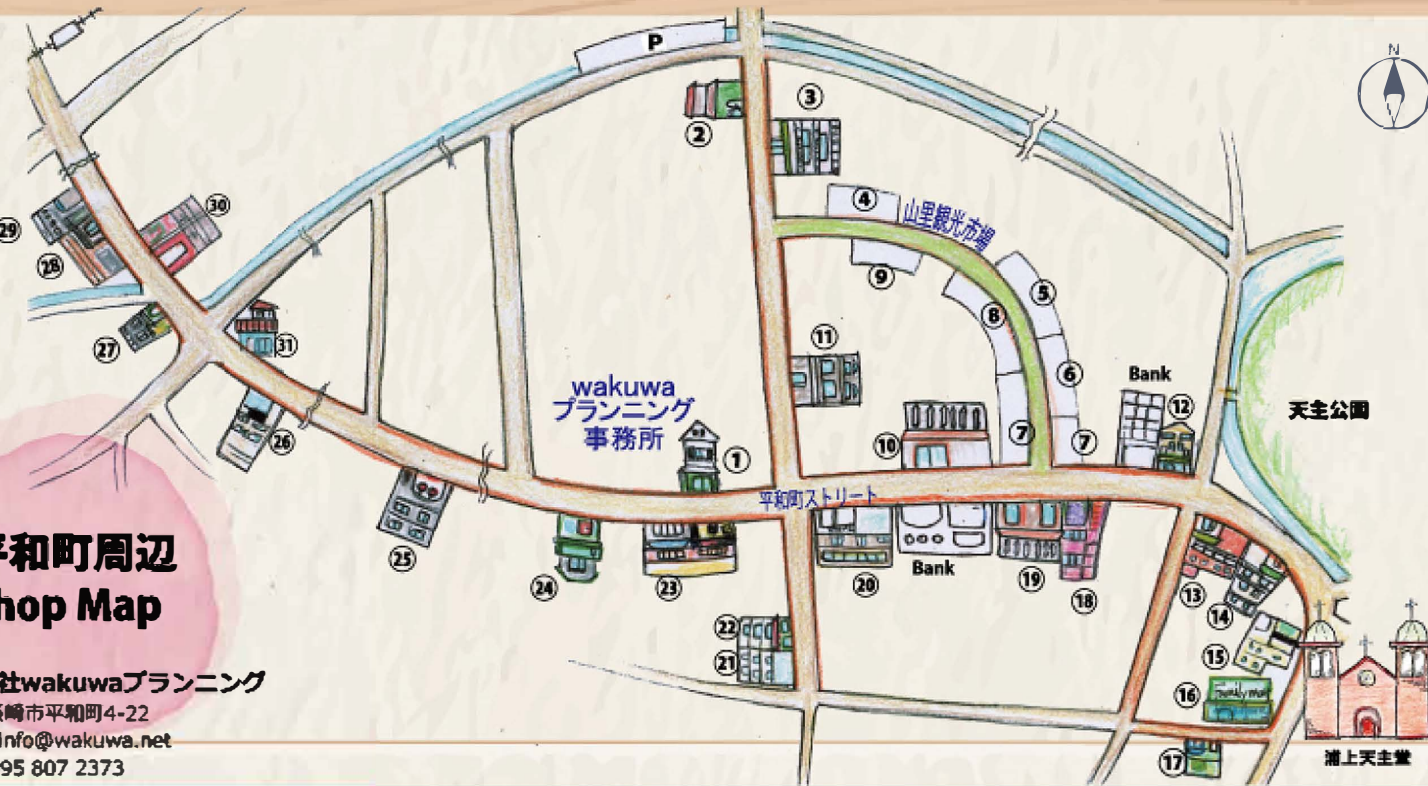 N
P
②
③
④
山里観光市場
⑨
⑤
⑧
㉚
㉙
㉘
㉗
㉛
⑪
⑥
Bank
⑫
天主公園
wakuwa
プランニング
事務所
①
⑩
⑦
⑦
平和町ストリート
㉖
㉕
㉔
㉓
⑳
Bank
⑲
⑱
⑬
⑭
⑮
⑯
FamilyMart
⑰
㉒
㉑
浦上天主堂
平和町周辺
hop Map
社wakuwaプランニング
長崎市平和町4-22
info@wakuwa.net
95 807 2373